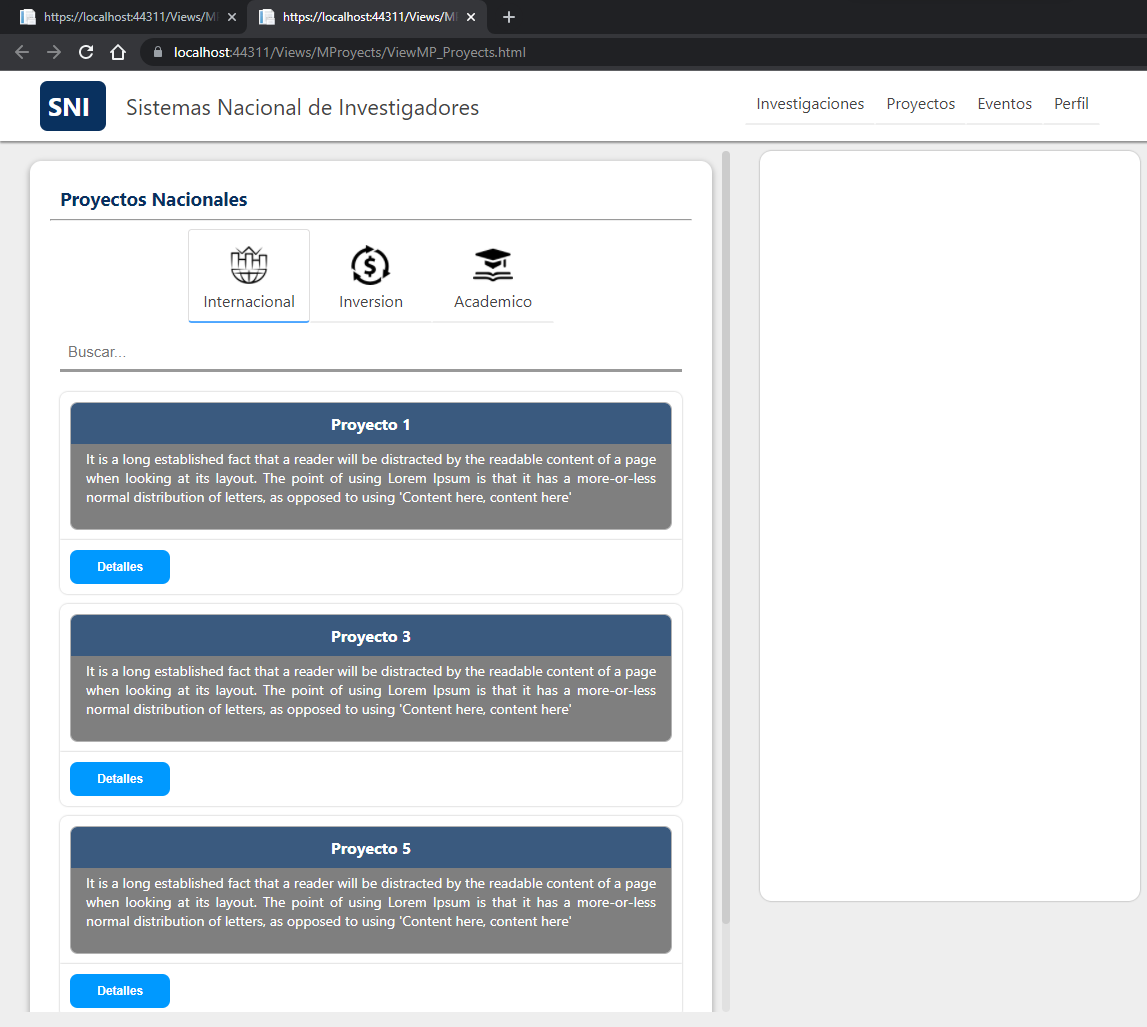 https://localhost:44311/Views/M
https://localhost:44311/Views/M
localhost:44311/Views/MProyects/ViewMP_Proyects.html
SNI
Sistemas Nacional de Investigadores
Investigaciones
Proyectos
Eventos
Perfil
Proyectos Nacionales
Internacional
Inversion
Academico
Buscar...
Proyecto 1
It is a long established fact that a reader will be distracted by the readable content of a page
when looking at its layout. The point of using Lorem Ipsum is that it has a more-or-less
normal distribution of letters, as opposed to using 'Content here, content here'
Detalles
Proyecto 3
It is a long established fact that a reader will be distracted by the readable content of a page
when looking at its layout. The point of using Lorem Ipsum is that it has a more-or-less
normal distribution of letters, as opposed to using 'Content here, content here'
Detalles
Proyecto 5
It is a long established fact that a reader will be distracted by the readable content of a page
when looking at its layout. The point of using Lorem Ipsum is that it has a more-or-less
normal distribution of letters, as opposed to using 'Content here, content here'
Detalles